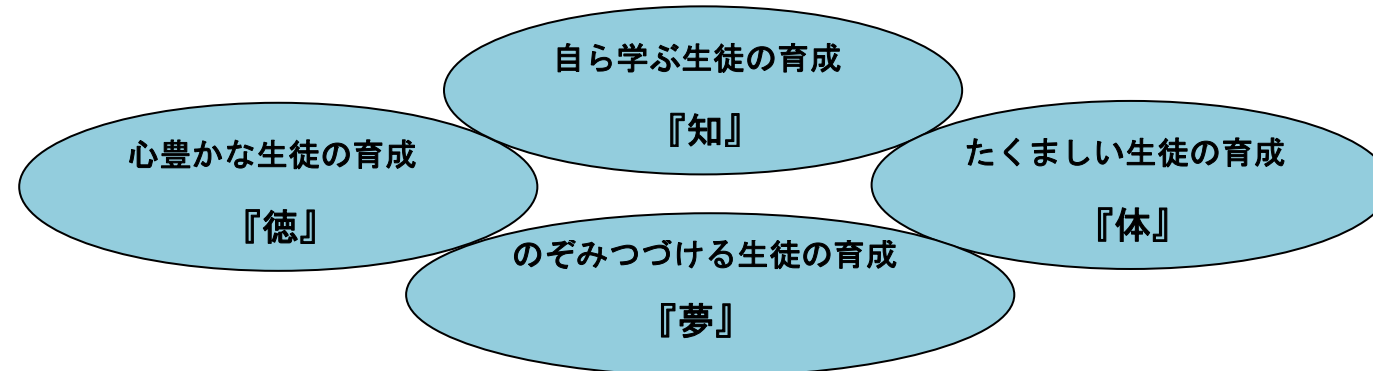 自ら学ぶ生徒の育成
『知』
心豊かな生徒の育成
『徳』
たくましい生徒の育成
『体』
のぞみつづける生徒の育成
『夢』